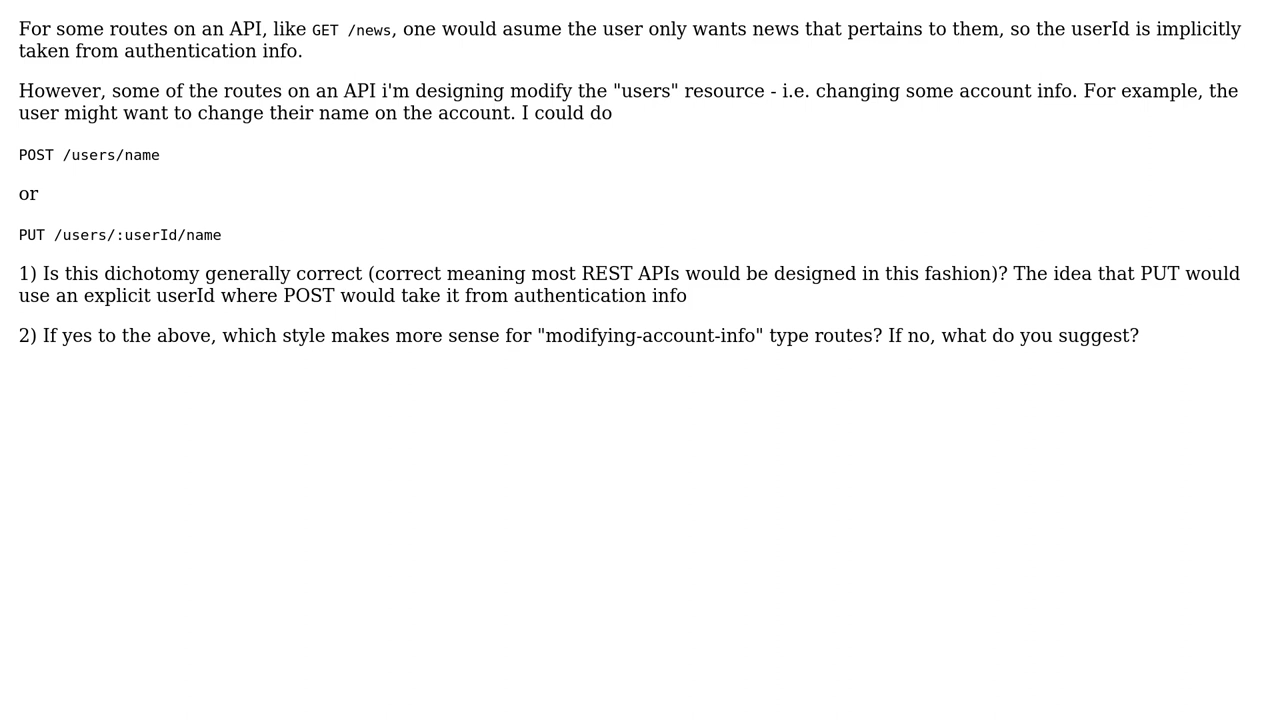 For some routes on an API, like GET /news, one would asume the user only wants news that pertains to them, so the userId is implicitly
taken from authentication info.
However, some of the routes on an API i'm designing modify the "users" resource - i.e. changing some account info. For example, the
user might want to change their name on the account. I could do
POST /users/name
or
PUT /users/:userId/name
1) Is this dichotomy generally correct (correct meaning most REST APIs would be designed in this fashion)? The idea that PUT would
use an explicit userId where POST would take it from authentication info
2) If yes to the above, which style makes more sense for "modifying-account-info" type routes? If no, what do you suggest?